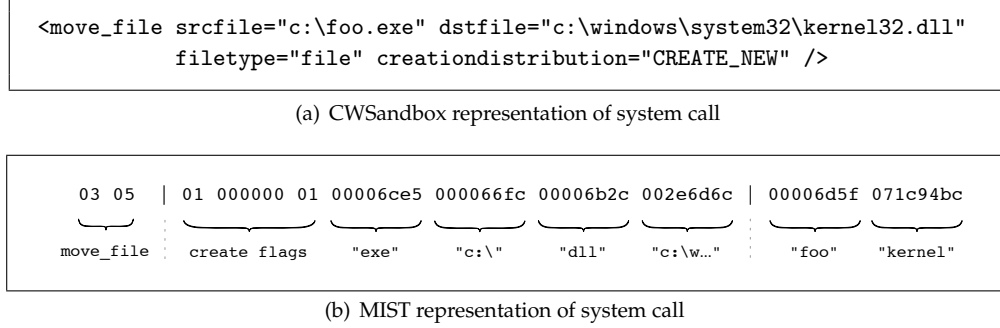 <move_file srcfile="c:\foo.exe" dstfile="c:\windows\system32\kernel32.dll"
filetype="file" creationdistribution="CREATE_NEW" />
(a) CWSandbox representation of system call
03 05 | 01 000000 01 00006ce5 000066fc 00006b2c 002e6d6c | 00006d5f 071c94bc
move_file create flags "exe" "c:\" "dll" "c:\w…" "foo" "kernel"
(b) MIST representation of system call